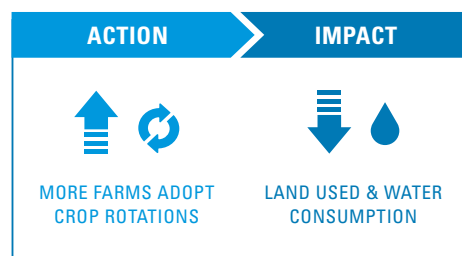 ACTION
IMPACT
MORE FARMS ADOPT
CROP ROTATIONS
LAND USED & WATER
CONSUMPTION